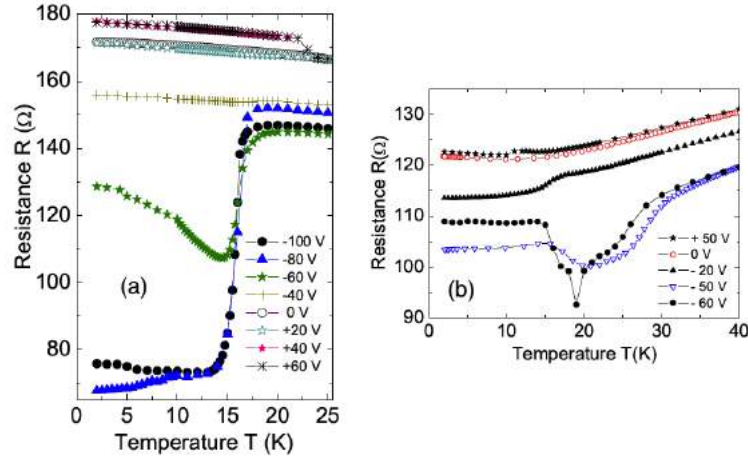 180
160
140
120
100
80
Resistance R (Ω)
(a)
-100 V
-80 V
-60 V
-40 V
0 V
+20 V
+40 V
+60 V
0 5 10 15 20 25
Temperature T (K)
130
120
110
100
90
Resistance R(Ω)
(b)
+ 50 V
0 V
- 20 V
- 50 V
- 60 V
0 10 20 30 40
Temperature T(K)